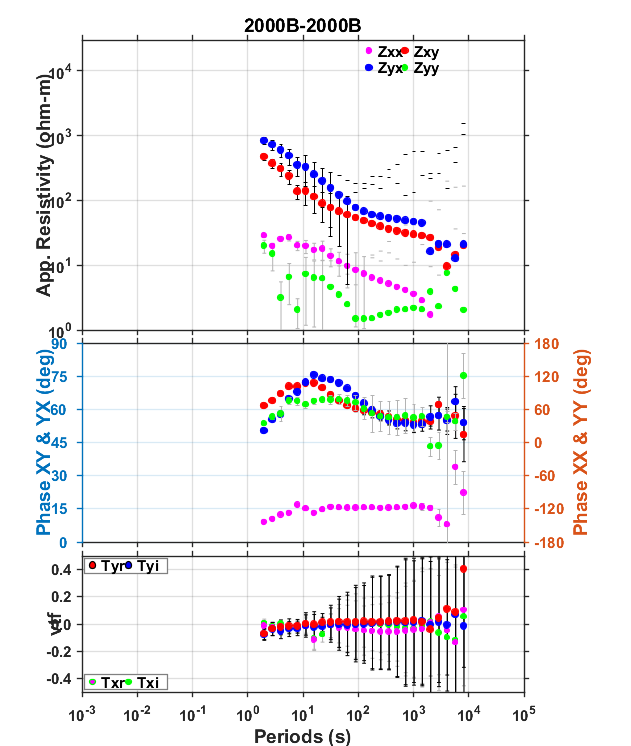 2000B-2000B
Zxx Zxy
Zyx Zyy
10^4
10^3
10^2
10^1
10^0
App. Resistivity (ohm-m)
90
75
60
45
30
15
0
Phase XY & YX (deg)
180
120
60
0
-60
-120
-180
Phase XX & YY (deg)
Tyr Tyi
0.4
0.2
0.0
-0.2
-0.4
vtf
Txr Txi
10^-3 10^-2 10^-1 10^0 10^1 10^2 10^3 10^4 10^5
Periods (s)